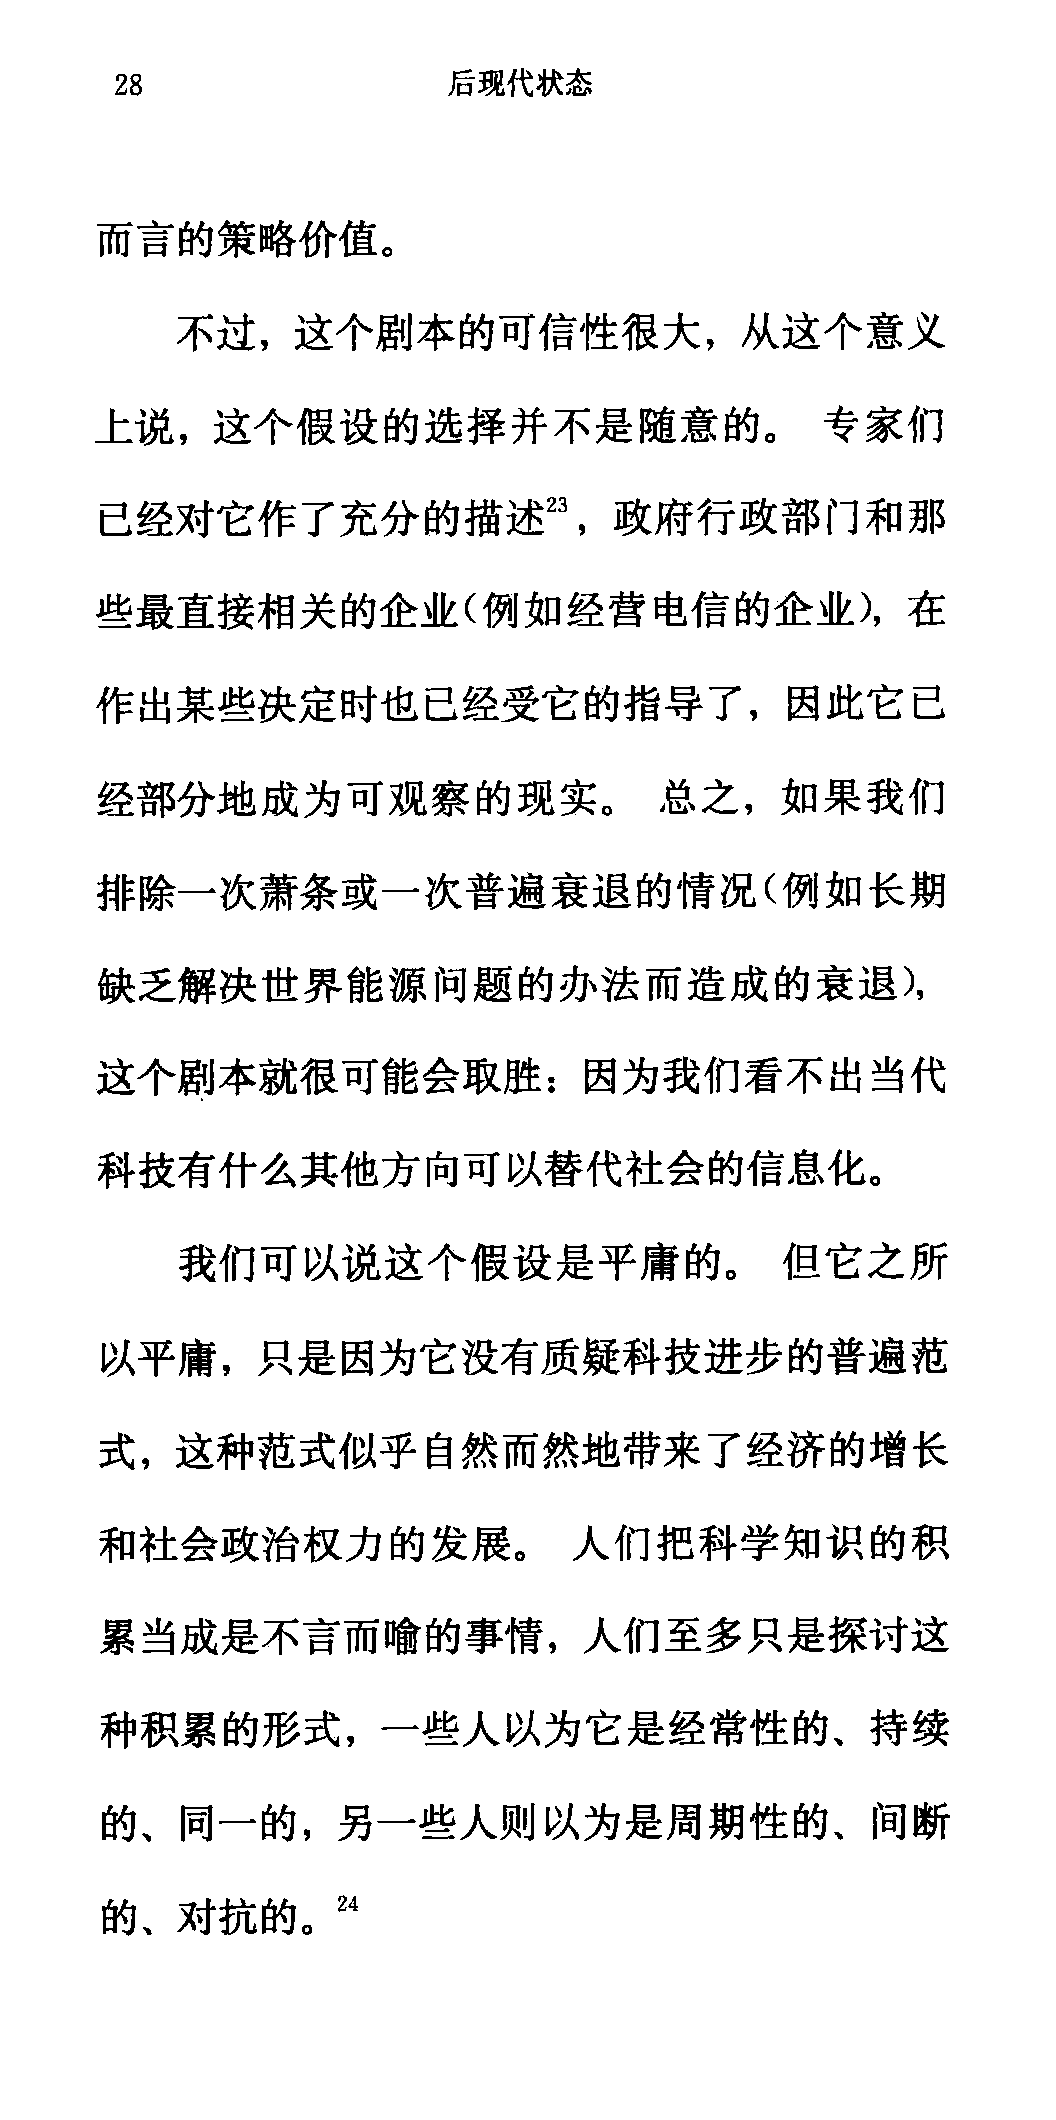 28 后现代状态
而言的策略价值。
不过，这个剧本的可信性很大，从这个意义
上说，这个假设的选择并不是随意的。 专家们
已经对它作了充分的描述23，政府行政部门和那
些最直接相关的企业（例如经营电信的企业），在
作出某些决定时也已经受它的指导了，因此它已
经部分地成为可观察的现实。 总之，如果我们
排除一次萧条或一次普遍衰退的情况（例如长期
缺乏解决世界能源问题的办法而造成的衰退），
这个剧本就很可能会取胜：因为我们看不出当代
科技有什么其他方向可以替代社会的信息化。
我们可以说这个假设是平庸的。 但它之所
以平庸，只是因为它没有质疑科技进步的普遍范
式，这种范式似乎自然而然地带来了经济的增长
和社会政治权力的发展。 人们把科学知识的积
累当成是不言而喻的事情，人们至多只是探讨这
种积累的形式，一些人以为它是经常性的、持续
的、同一的，另一些人则以为是周期性的、间断
的、对抗的。24